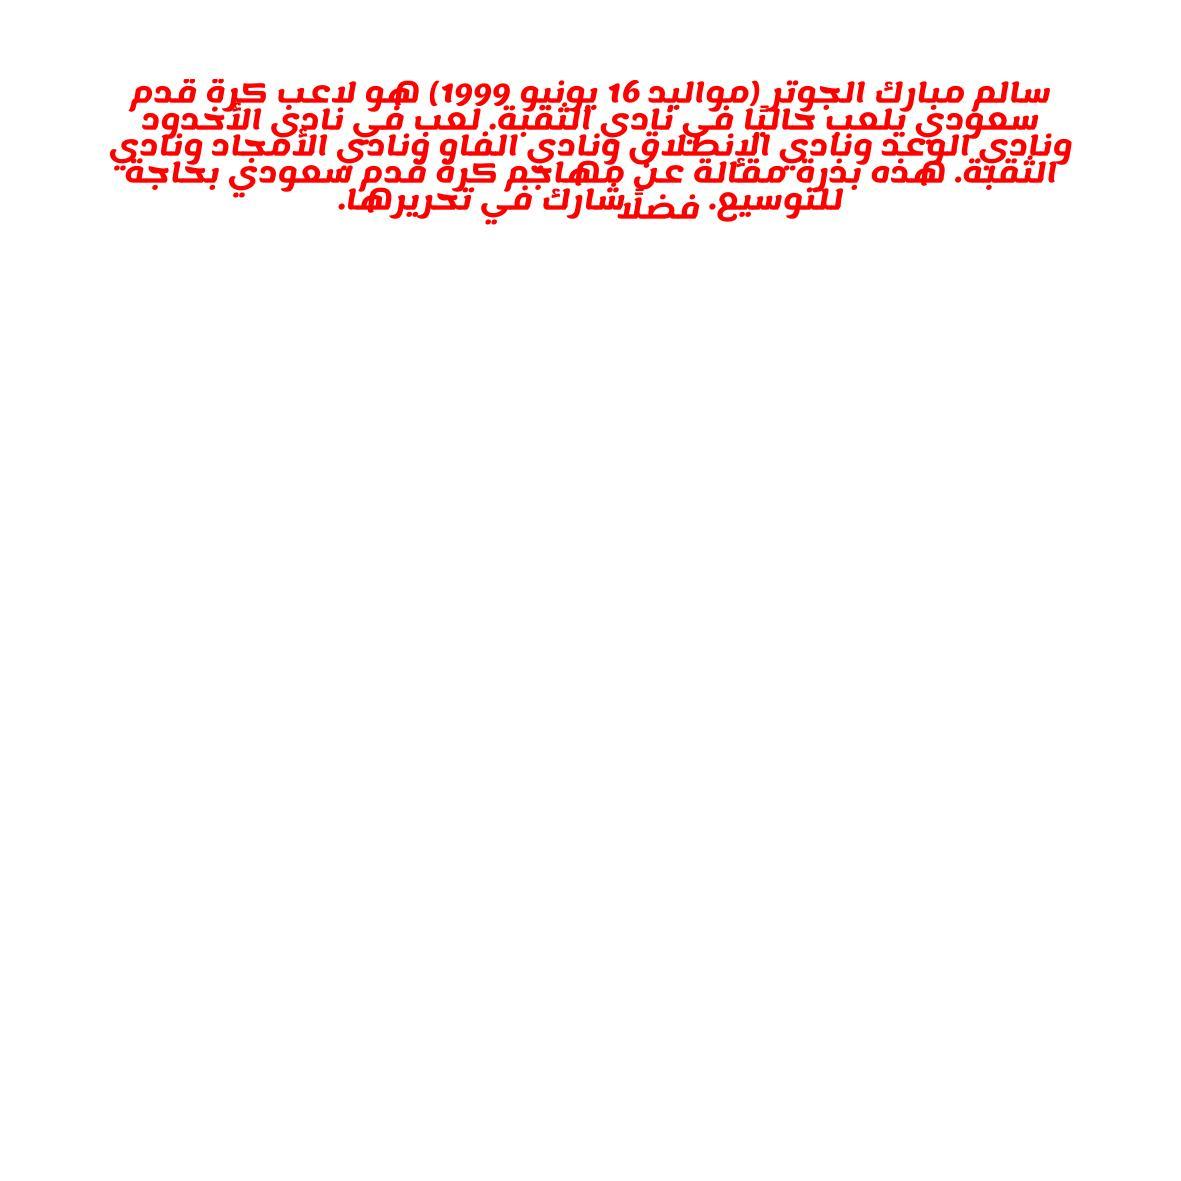 سالم مبارك الجوتر (مواليد 16 يونيو 1999) هو لاعب كرة قدم
سعودي يلعب حاليًا في نادي الثقبة. لعب في نادي الأخدود
ونادي الوعد ونادي الانطلاق ونادي الفاو ونادي الأمجاد ونادي
الثقبة. هذه بذرة مقالة عن مهاجم كرة قدم سعودي بحاجة
للتوسيع. فضلًا شارك في تحريرها.